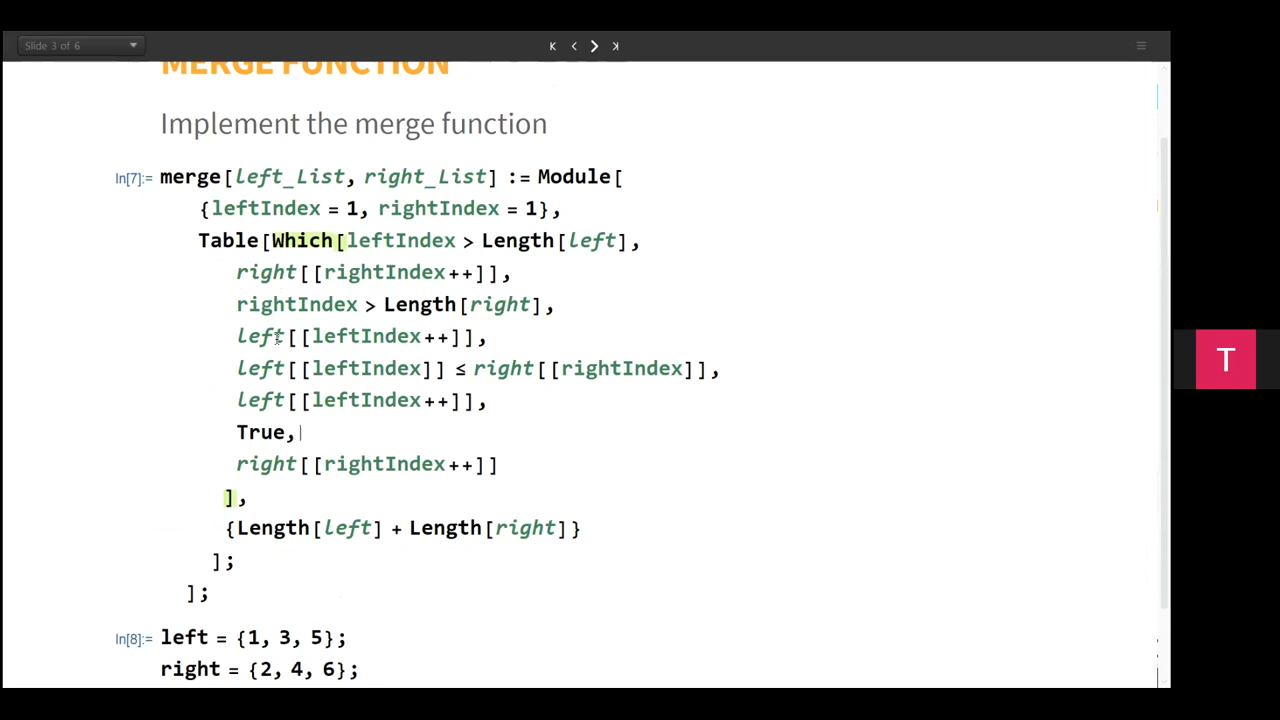 Slide 3 of 6
MERGE FUNCTION
Implement the merge function
In[7]:= merge[left_List, right_List] := Module[
{leftIndex = 1, rightIndex = 1},
Table[Which[leftIndex > Length[left],
right[[rightIndex++]],
rightIndex > Length[right],
left[[leftIndex++]],
left[[leftIndex]] ≤ right[[rightIndex]],
left[[leftIndex++]],
True,
right[[rightIndex++]]
],
{Length[left] + Length[right]}
];
];
In[8]:= left = {1, 3, 5};
right = {2, 4, 6};
T